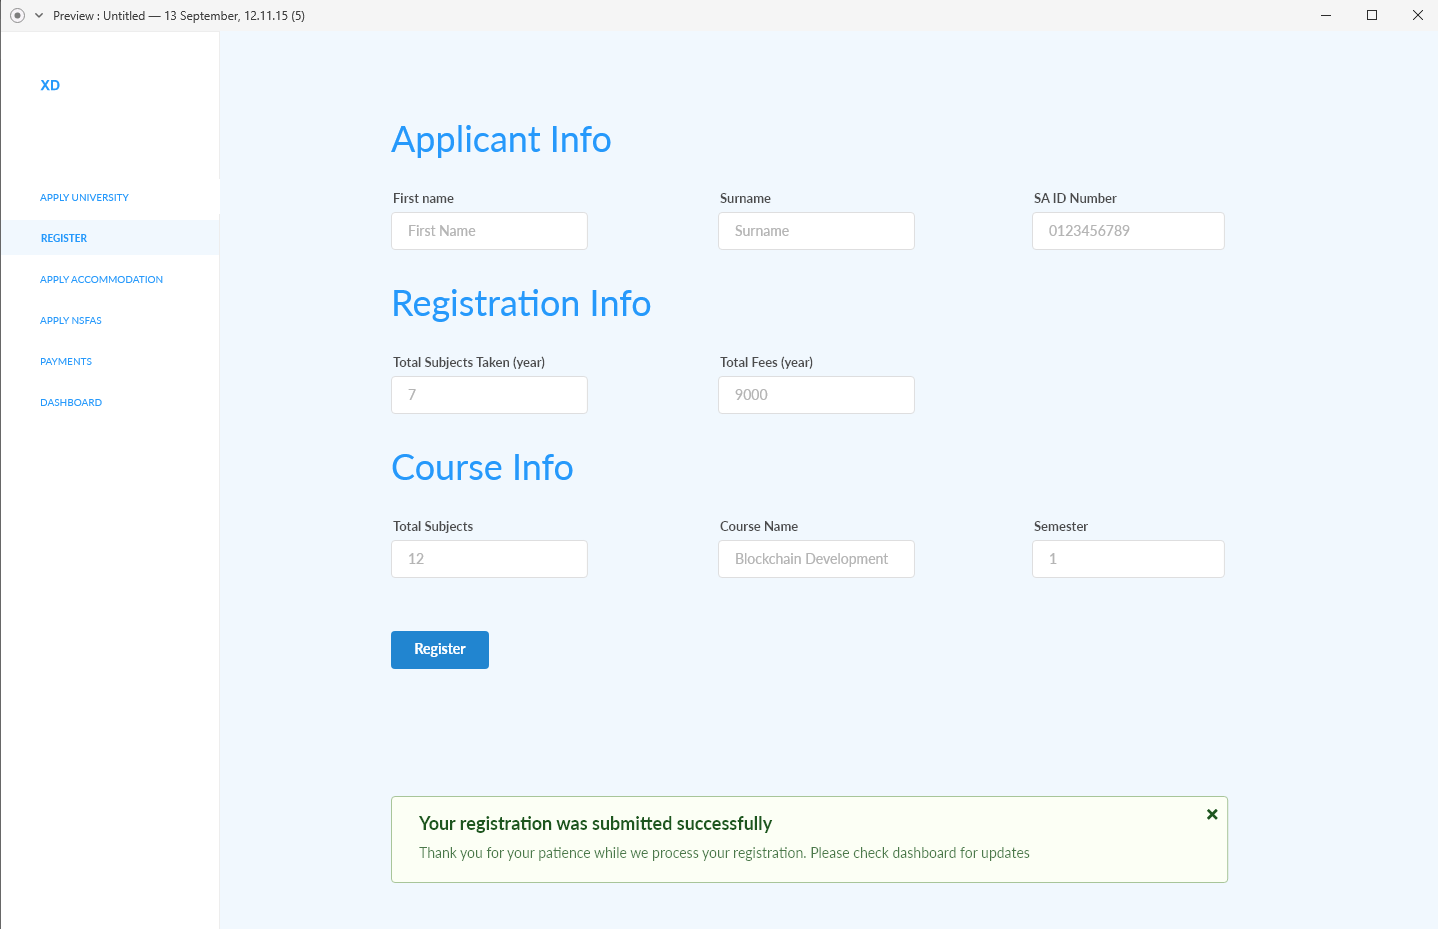 Preview : Untitled — 13 September, 12.11.15 (5)
XD
APPLY UNIVERSITY
REGISTER
APPLY ACCOMMODATION
APPLY NSFAS
PAYMENTS
DASHBOARD
Applicant Info
First name Surname SA ID Number
First Name Surname 0123456789
Registration Info
Total Subjects Taken (year) Total Fees (year)
7 9000
Course Info
Total Subjects Course Name Semester
12 Blockchain Development 1
Register
Your registration was submitted successfully
Thank you for your patience while we process your registration. Please check dashboard for updates